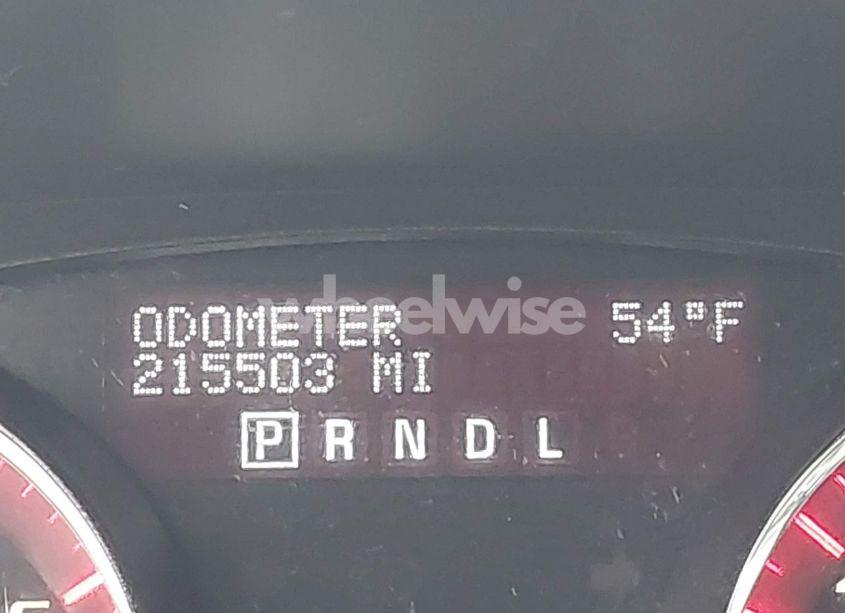 wheelwise
ODOMETER 54°F
215503 MI
P R N D L